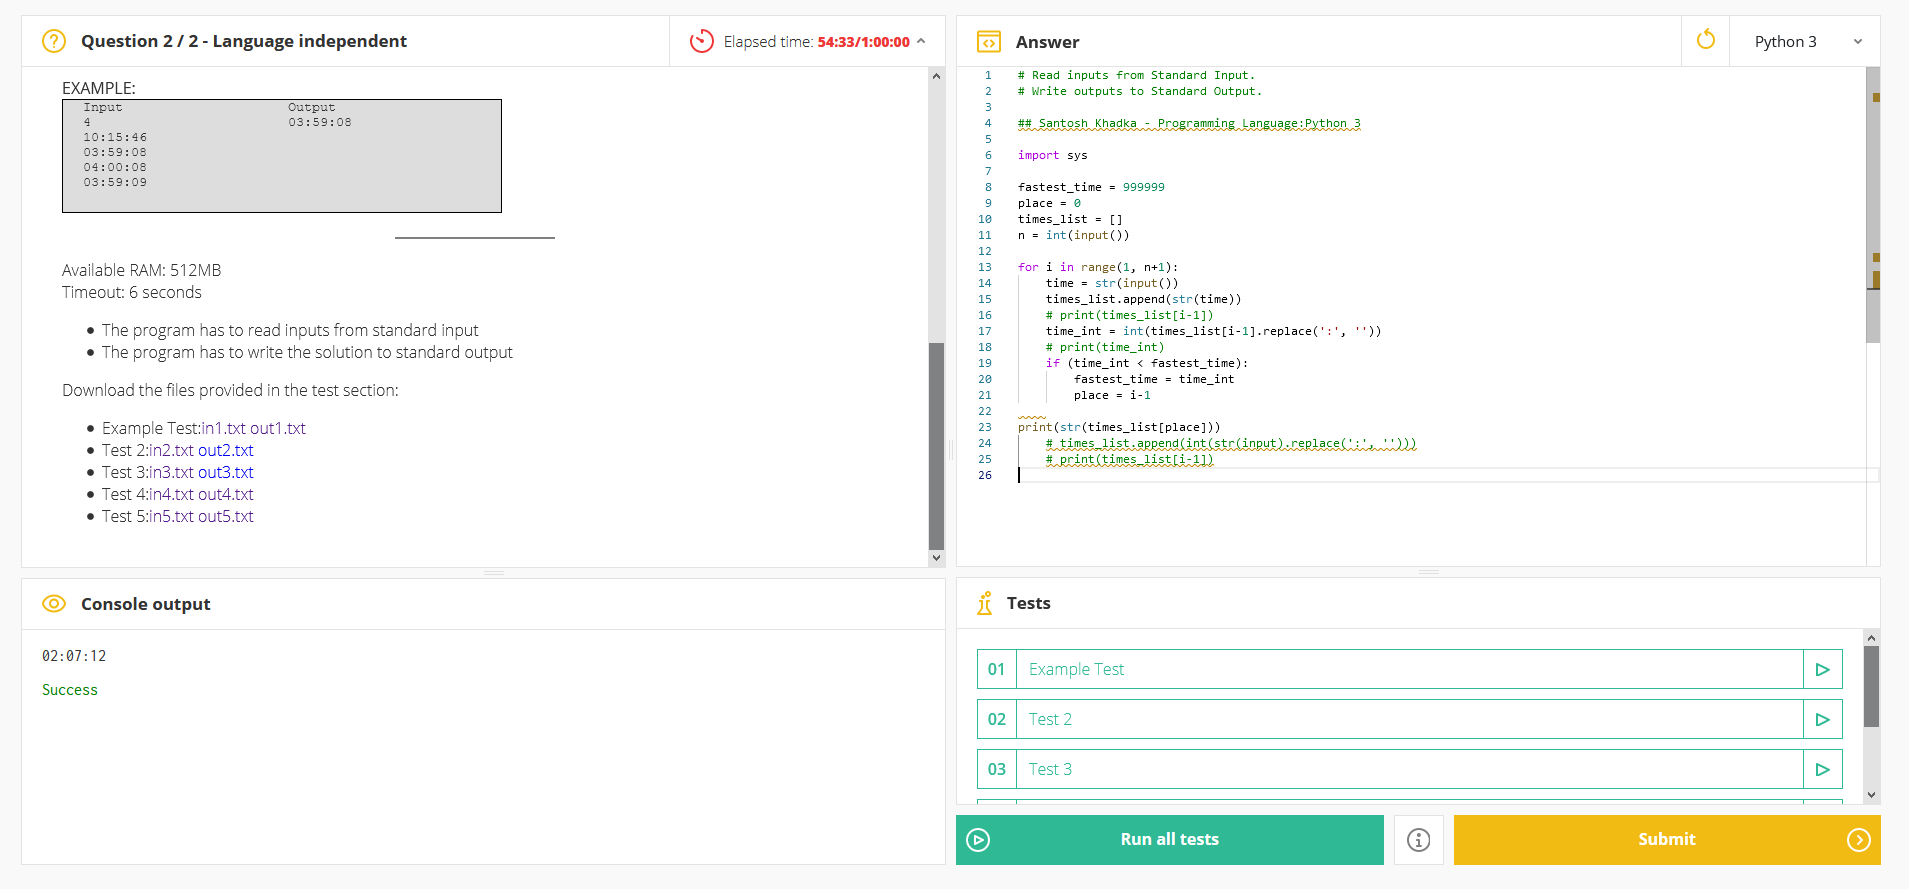 Question 2 / 2 - Language independent
Elapsed time: 54:33/1:00:00
EXAMPLE:
Input Output
4 03:59:08
10:15:46
03:59:08
04:00:08
03:59:09
Available RAM: 512MB
Timeout: 6 seconds
• The program has to read inputs from standard input
• The program has to write the solution to standard output
Download the files provided in the test section:
• Example Test:in1.txt out1.txt
• Test 2:in2.txt out2.txt
• Test 3:in3.txt out3.txt
• Test 4:in4.txt out4.txt
• Test 5:in5.txt out5.txt
Console output
02:07:12
Success
Answer
Python 3
1 # Read inputs from Standard Input.
2 # Write outputs to Standard Output.
3
4 ## Santosh Khadka - Programming Language:Python 3
5
6 import sys
7
8 fastest_time = 999999
9 place = 0
10 times_list = []
11 n = int(input())
12
13 for i in range(1, n+1):
14     time = str(input())
15     times_list.append(str(time))
16     # print(times_list[i-1])
17     time_int = int(times_list[i-1].replace(':', ''))
18     # print(time_int)
19     if (time_int < fastest_time):
20         fastest_time = time_int
21         place = i-1
22
23 print(str(times_list[place]))
24     # times_list.append(int(str(input).replace(':', '')))
25     # print(times_list[i-1])
26
Tests
01 Example Test
02 Test 2
03 Test 3
Run all tests
Submit